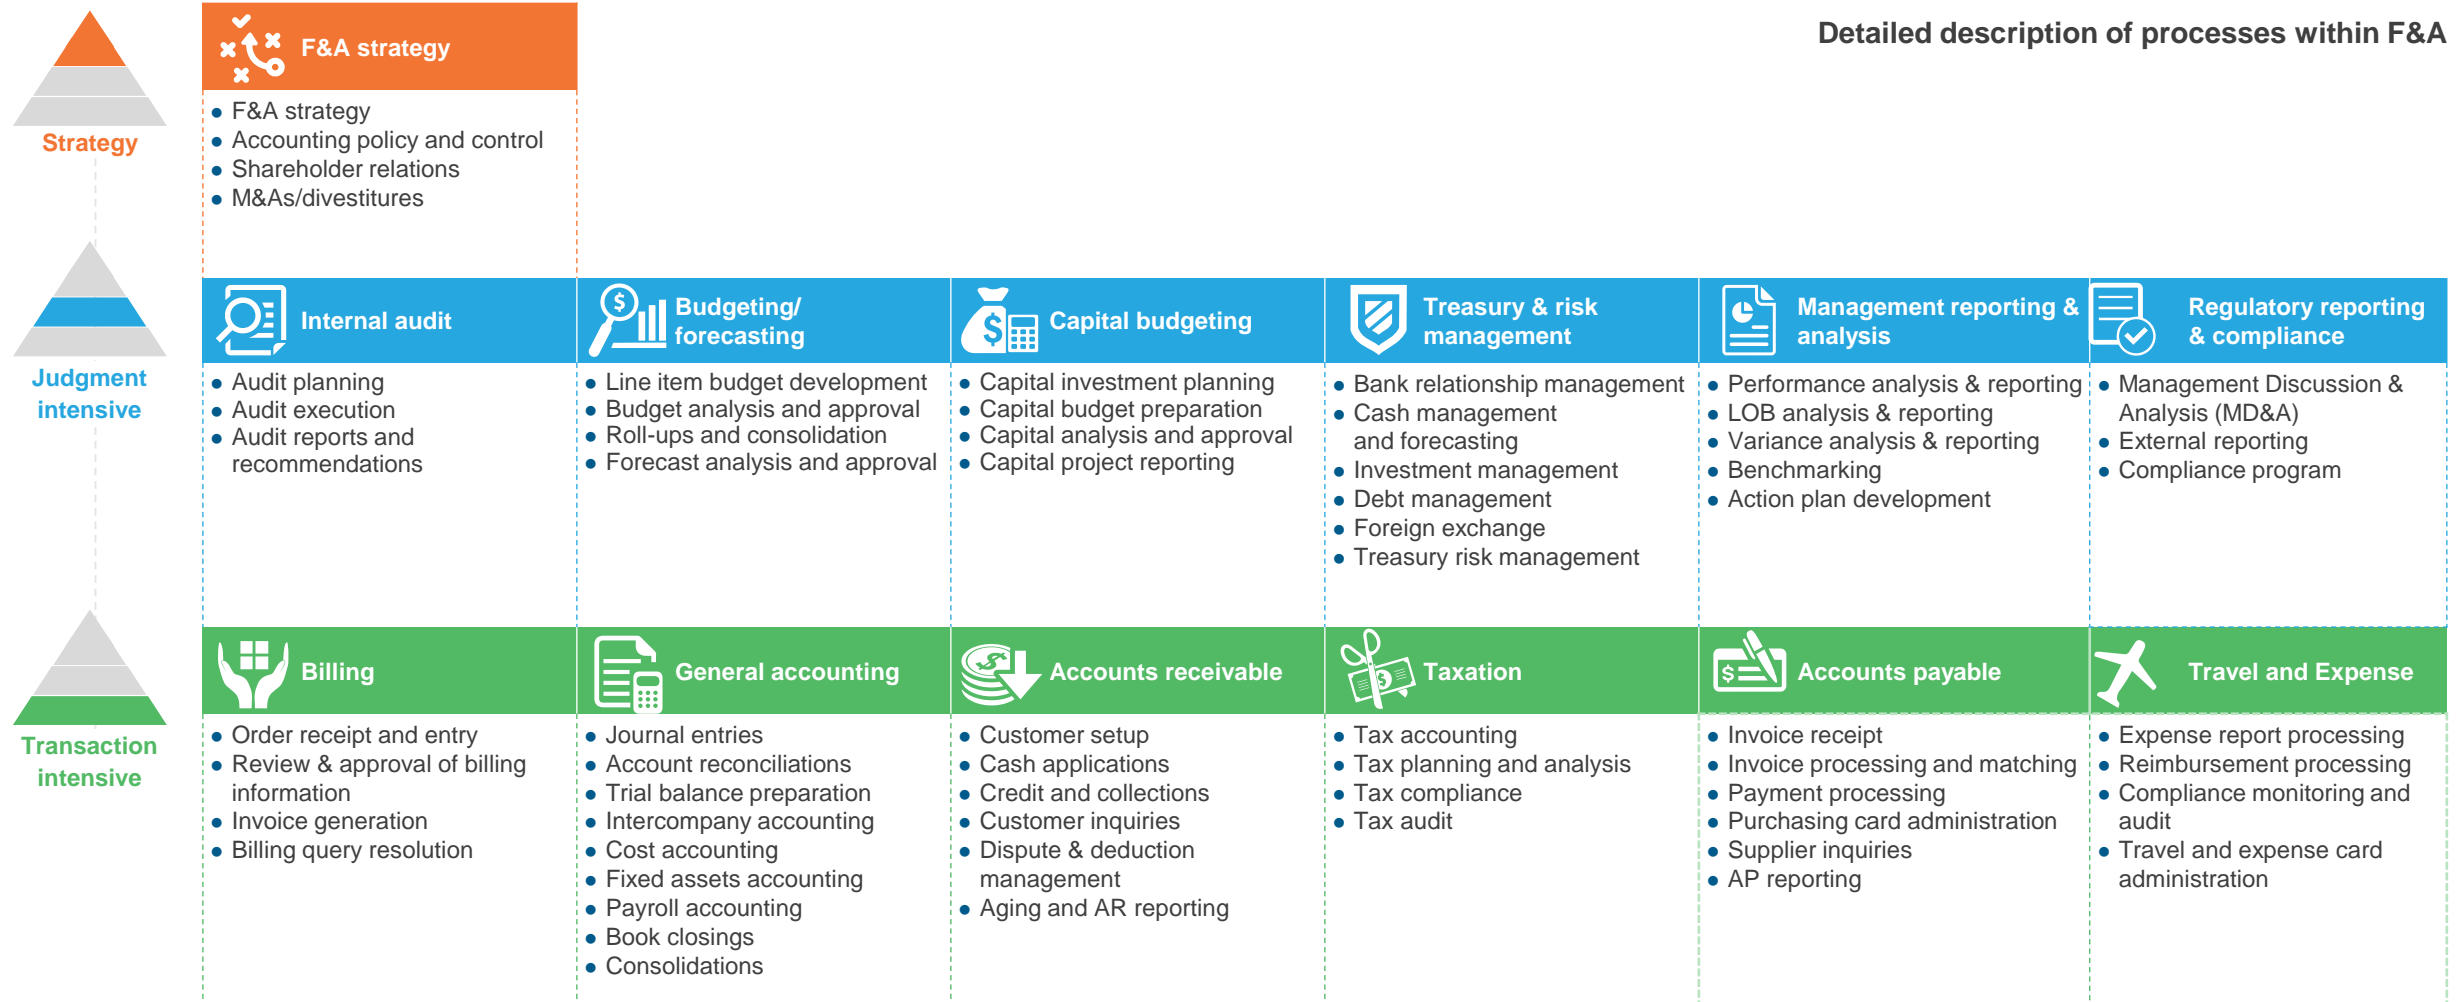 Detailed description of processes within F&A
Strategy
F&A strategy
● F&A strategy
● Accounting policy and control
● Shareholder relations
● M&As/divestitures
Judgment
intensive
Internal audit
● Audit planning
● Audit execution
● Audit reports and
recommendations
Budgeting/
forecasting
● Line item budget development
● Budget analysis and approval
● Roll-ups and consolidation
● Forecast analysis and approval
Capital budgeting
● Capital investment planning
● Capital budget preparation
● Capital analysis and approval
● Capital project reporting
Treasury & risk
management
● Bank relationship management
● Cash management
and forecasting
● Investment management
● Debt management
● Foreign exchange
● Treasury risk management
Management reporting &
analysis
● Performance analysis & reporting
● LOB analysis & reporting
● Variance analysis & reporting
● Benchmarking
● Action plan development
Regulatory reporting
& compliance
● Management Discussion &
Analysis (MD&A)
● External reporting
● Compliance program
Transaction
intensive
Billing
● Order receipt and entry
● Review & approval of billing
information
● Invoice generation
● Billing query resolution
General accounting
● Journal entries
● Account reconciliations
● Trial balance preparation
● Intercompany accounting
● Cost accounting
● Fixed assets accounting
● Payroll accounting
● Book closings
● Consolidations
Accounts receivable
● Customer setup
● Cash applications
● Credit and collections
● Customer inquiries
● Dispute & deduction
management
● Aging and AR reporting
Taxation
● Tax accounting
● Tax planning and analysis
● Tax compliance
● Tax audit
Accounts payable
● Invoice receipt
● Invoice processing and matching
● Payment processing
● Purchasing card administration
● Supplier inquiries
● AP reporting
Travel and Expense
● Expense report processing
● Reimbursement processing
● Compliance monitoring and
audit
● Travel and expense card
administration